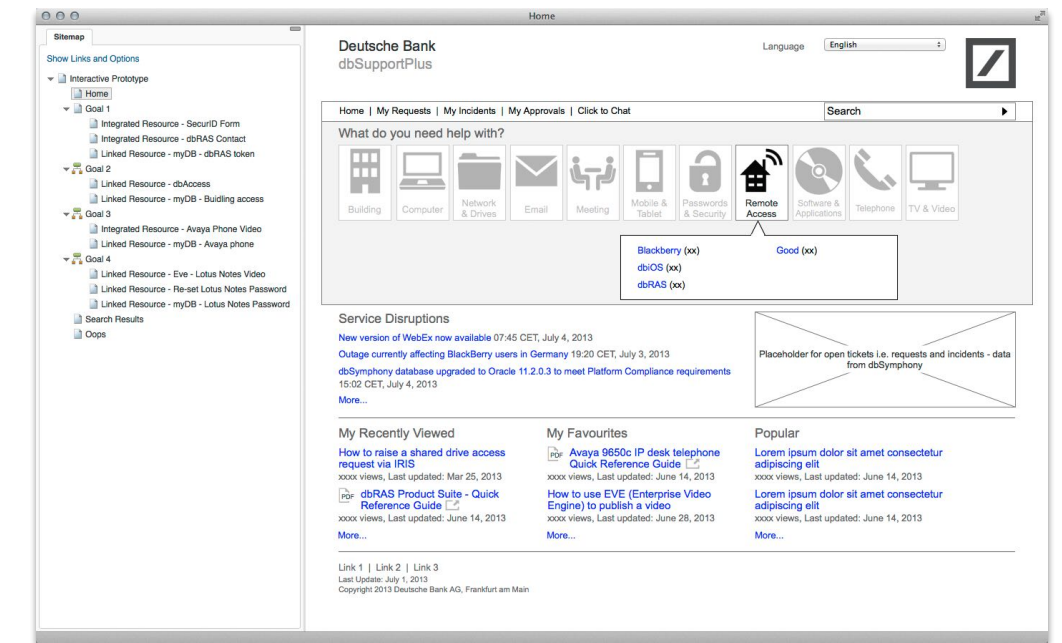 Home
Sitemap
Show Links and Options
Interactive Prototype
Home
Goal 1
Integrated Resource - SecurID Form
Integrated Resource - dbRAS Contact
Linked Resource - myDB - dbRAS token
Goal 2
Linked Resource - dbAccess
Linked Resource - myDB - Buidling access
Goal 3
Integrated Resource - Avaya Phone Video
Linked Resource - myDB - Avaya phone
Goal 4
Linked Resource - Eve - Lotus Notes Video
Linked Resource - Re-set Lotus Notes Password
Linked Resource - myDB - Lotus Notes Password
Search Results
Oops
Deutsche Bank
dbSupportPlus
Language English
Home | My Requests | My Incidents | My Approvals | Click to Chat
Search
What do you need help with?
Building
Computer
Network
& Drives
Email
Meeting
Mobile &
Tablet
Passwords
& Security
Remote
Access
Software &
Applications
Telephone
TV & Video
Blackberry (xx)
Good (xx)
dbiOS (xx)
dbRAS (xx)
Service Disruptions
New version of WebEx now available 07:45 CET, July 4, 2013
Outage currently affecting BlackBerry users in Germany 19:20 CET, July 3, 2013
dbSymphony database upgraded to Oracle 11.2.0.3 to meet Platform Compliance requirements
15:02 CET, July 4, 2013
More...
Placeholder for open tickets i.e. requests and incidents - data
from dbSymphony
My Recently Viewed
How to raise a shared drive access
request via IRIS
xxxx views, Last updated: Mar 25, 2013
PDF dbRAS Product Suite - Quick
Reference Guide
xxxx views, Last updated: June 14, 2013
More...
My Favourites
PDF Avaya 9650c IP desk telephone
Quick Reference Guide
xxxx views, Last updated: June 14, 2013
How to use EVE (Enterprise Video
Engine) to publish a video
xxxx views, Last updated: June 28, 2013
More...
Popular
Lorem ipsum dolor sit amet consectetur
adipiscing elit
xxxx views, Last updated: June 14, 2013
Lorem ipsum dolor sit amet consectetur
adipiscing elit
xxxx views, Last updated: June 14, 2013
More...
Link 1 | Link 2 | Link 3
Last Update: July 1, 2013
Copyright 2013 Deutsche Bank AG, Frankfurt am Main